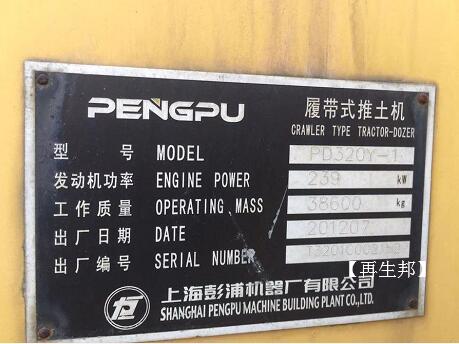 PENGPU
履带式推土机
CRAWLER TYPE TRACTOR-DOZER
型 号 MODEL PD320Y-1
发动机功率 ENGINE POWER 239 kW
工作质量 OPERATING MASS 38600 kg
出厂日期 DATE 201207
出厂编号 SERIAL NUMBER
【再生邦】
上海彭浦机器厂有限公司
SHANGHAI PENGPU MACHINE BUILDING PLANT CO.,LTD.